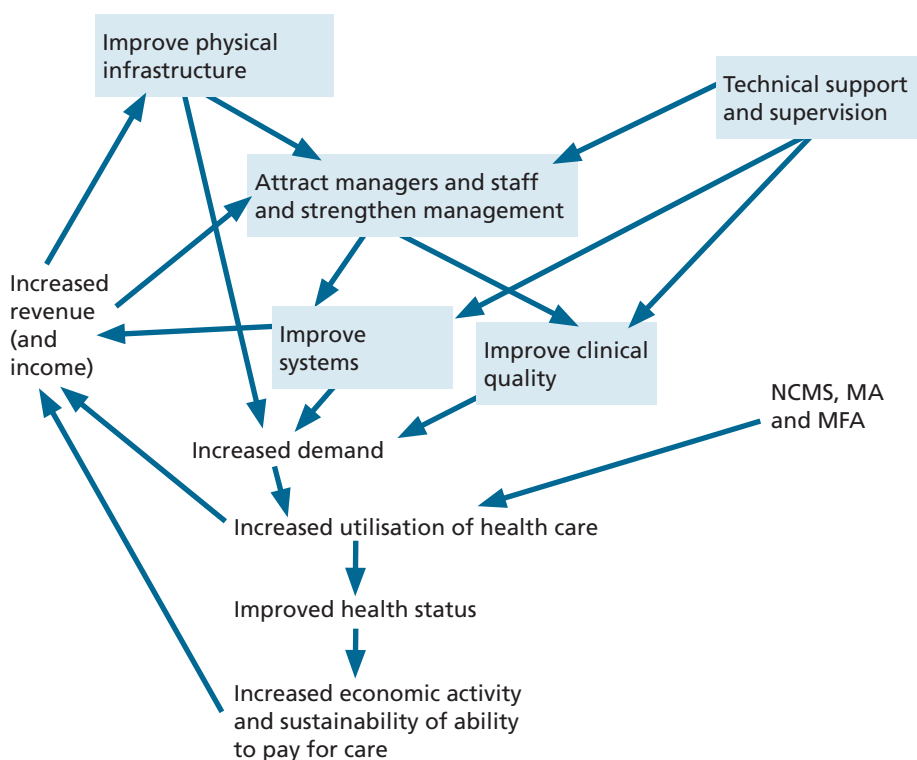 Improve physical
infrastructure
Technical support
and supervision
Attract managers and staff
and strengthen management
Increased
revenue
(and
income)
Improve
systems
Improve clinical
quality
NCMS, MA
and MFA
Increased demand
Increased utilisation of health care
Improved health status
Increased economic activity
and sustainability of ability
to pay for care